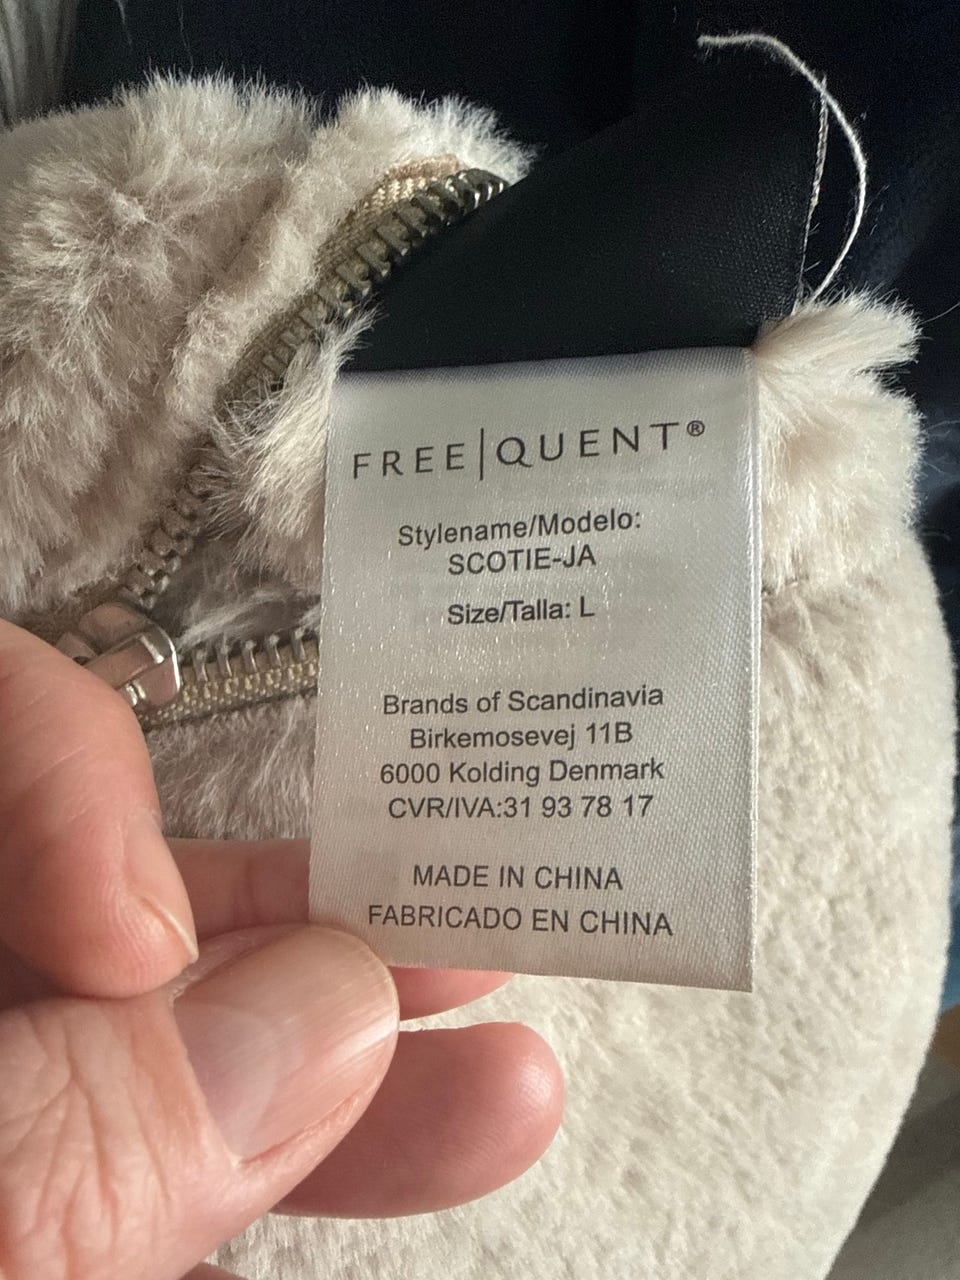 FREE|QUENT®
Stylename/Modelo:
SCOTIE-JA
Size/Talla: L
Brands of Scandinavia
Birkemosevej 11B
6000 Kolding Denmark
CVR/IVA:31 93 78 17
MADE IN CHINA
FABRICADO EN CHINA